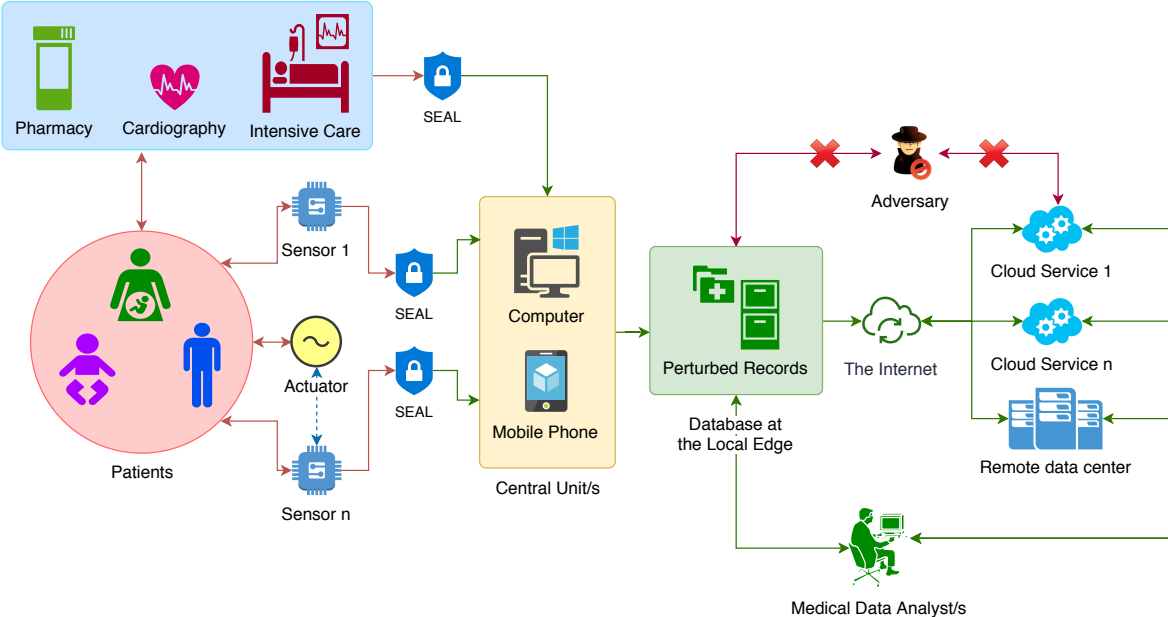 Pharmacy
Cardiography
Intensive Care
SEAL
Adversary
Sensor 1
Cloud Service 1
SEAL
Computer
Cloud Service n
Perturbed Records
The Internet
Actuator
SEAL
Mobile Phone
Database at
the Local Edge
Patients
Remote data center
Central Unit/s
Sensor n
Medical Data Analyst/s